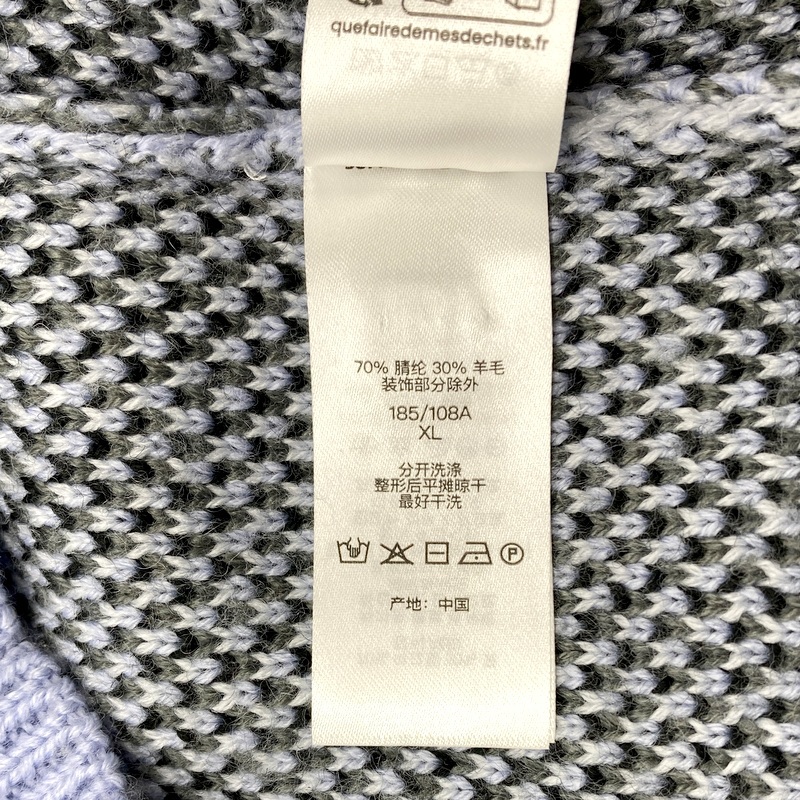 quefairedemesdechets.fr
70% 腈纶 30% 羊毛
装饰部分除外
185/108A
XL
分开洗涤
整形后平摊晾干
最好干洗
P
产地：中国